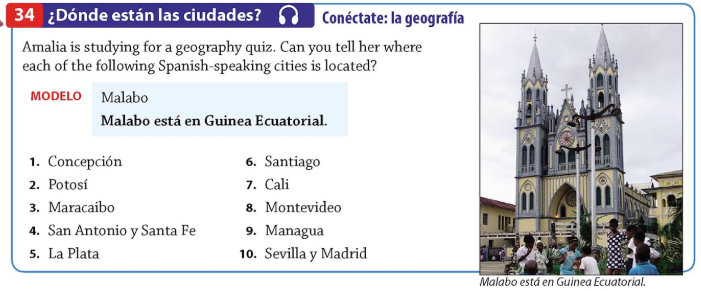 34 ¿Dónde están las ciudades? Conéctate: la geografía
Amalia is studying for a geography quiz. Can you tell her where
each of the following Spanish-speaking cities is located?
MODELO Malabo
Malabo está en Guinea Ecuatorial.
1. Concepción
2. Potosí
3. Maracaibo
4. San Antonio y Santa Fe
5. La Plata
6. Santiago
7. Cali
8. Montevideo
9. Managua
10. Sevilla y Madrid
Malabo está en Guinea Ecuatorial.